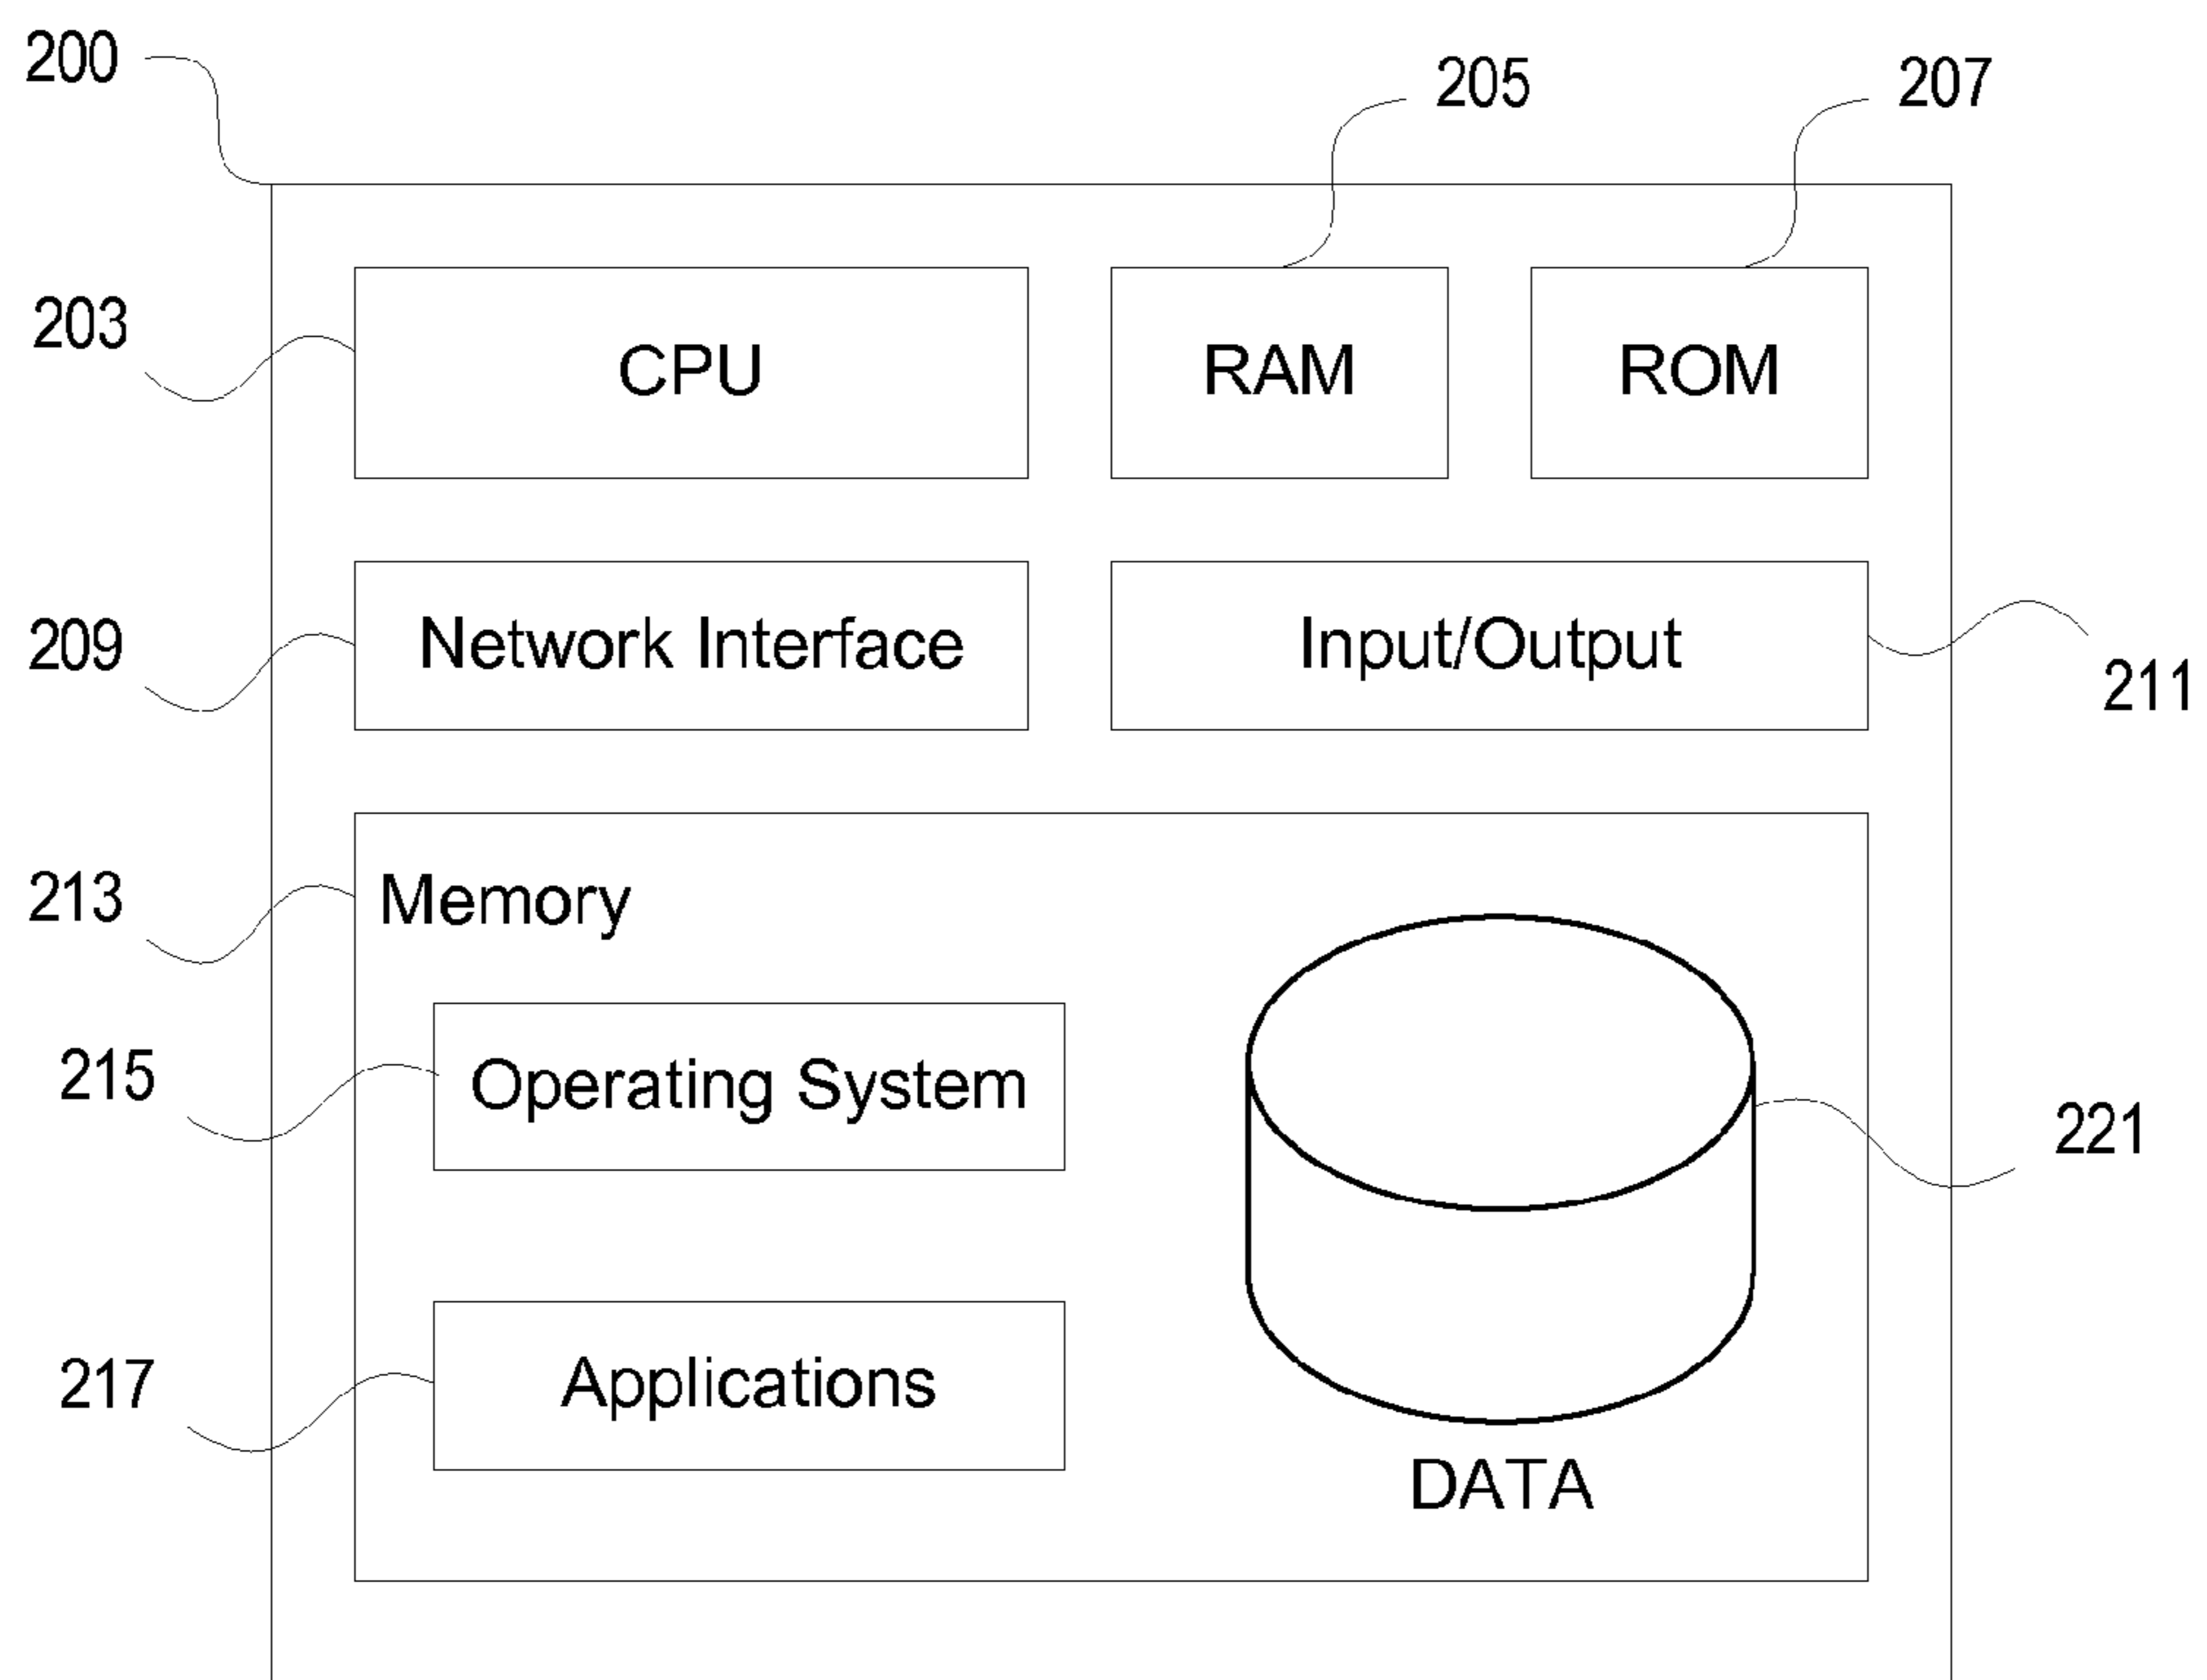 200
205
207
203
CPU
RAM
ROM
209
Network Interface
Input/Output
211
213
Memory
215
Operating System
221
217
Applications
DATA